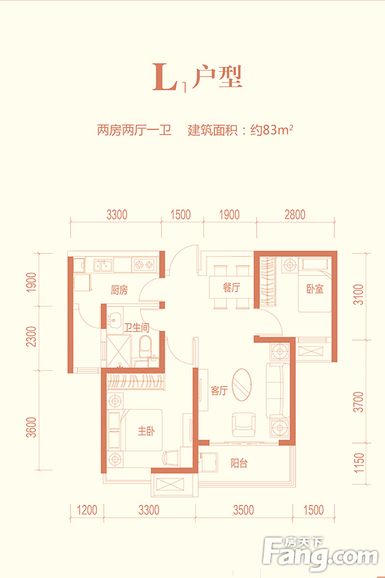 L1户型
两房两厅一卫 建筑面积：约83m²
3300 1500 1900 2800
1900
2300
3600
3100
3700
1150
厨房
餐厅
卧室
卫生间
客厅
主卧
阳台
1200 3300 3500 1500
房天下
Fang.com